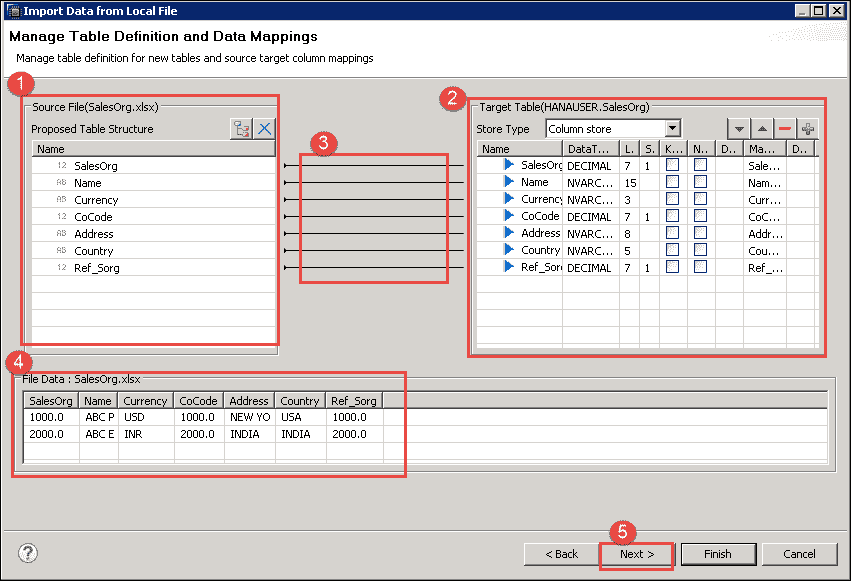 Import Data from Local File
Manage Table Definition and Data Mappings
Manage table definition for new tables and source target column mappings
1
2
3
Source File(SalesOrg.xlsx)
Proposed Table Structure
Name
12 SalesOrg
AB Name
AB Currency
12 CoCode
AB Address
AB Country
12 Ref_Sorg
Target Table(HANAUSER.SalesOrg)
Store Type Column store
Name DataT... L. S. K... N.. D.. Ma... D..
SalesOrg DECIMAL 7 1 Sale...
Name NVARC... 15 Nam...
Currency NVARC... 3 Curr...
CoCode DECIMAL 7 1 CoC...
Address NVARC... 8 Addr...
Country NVARC... 5 Cou...
Ref_Sorg DECIMAL 7 1 Ref_...
4
File Data : SalesOrg.xlsx
SalesOrg Name Currency CoCode Address Country Ref_Sorg
1000.0 ABC P USD 1000.0 NEW YO USA 1000.0
2000.0 ABC E INR 2000.0 INDIA INDIA 2000.0
5
?
< Back Next > Finish Cancel